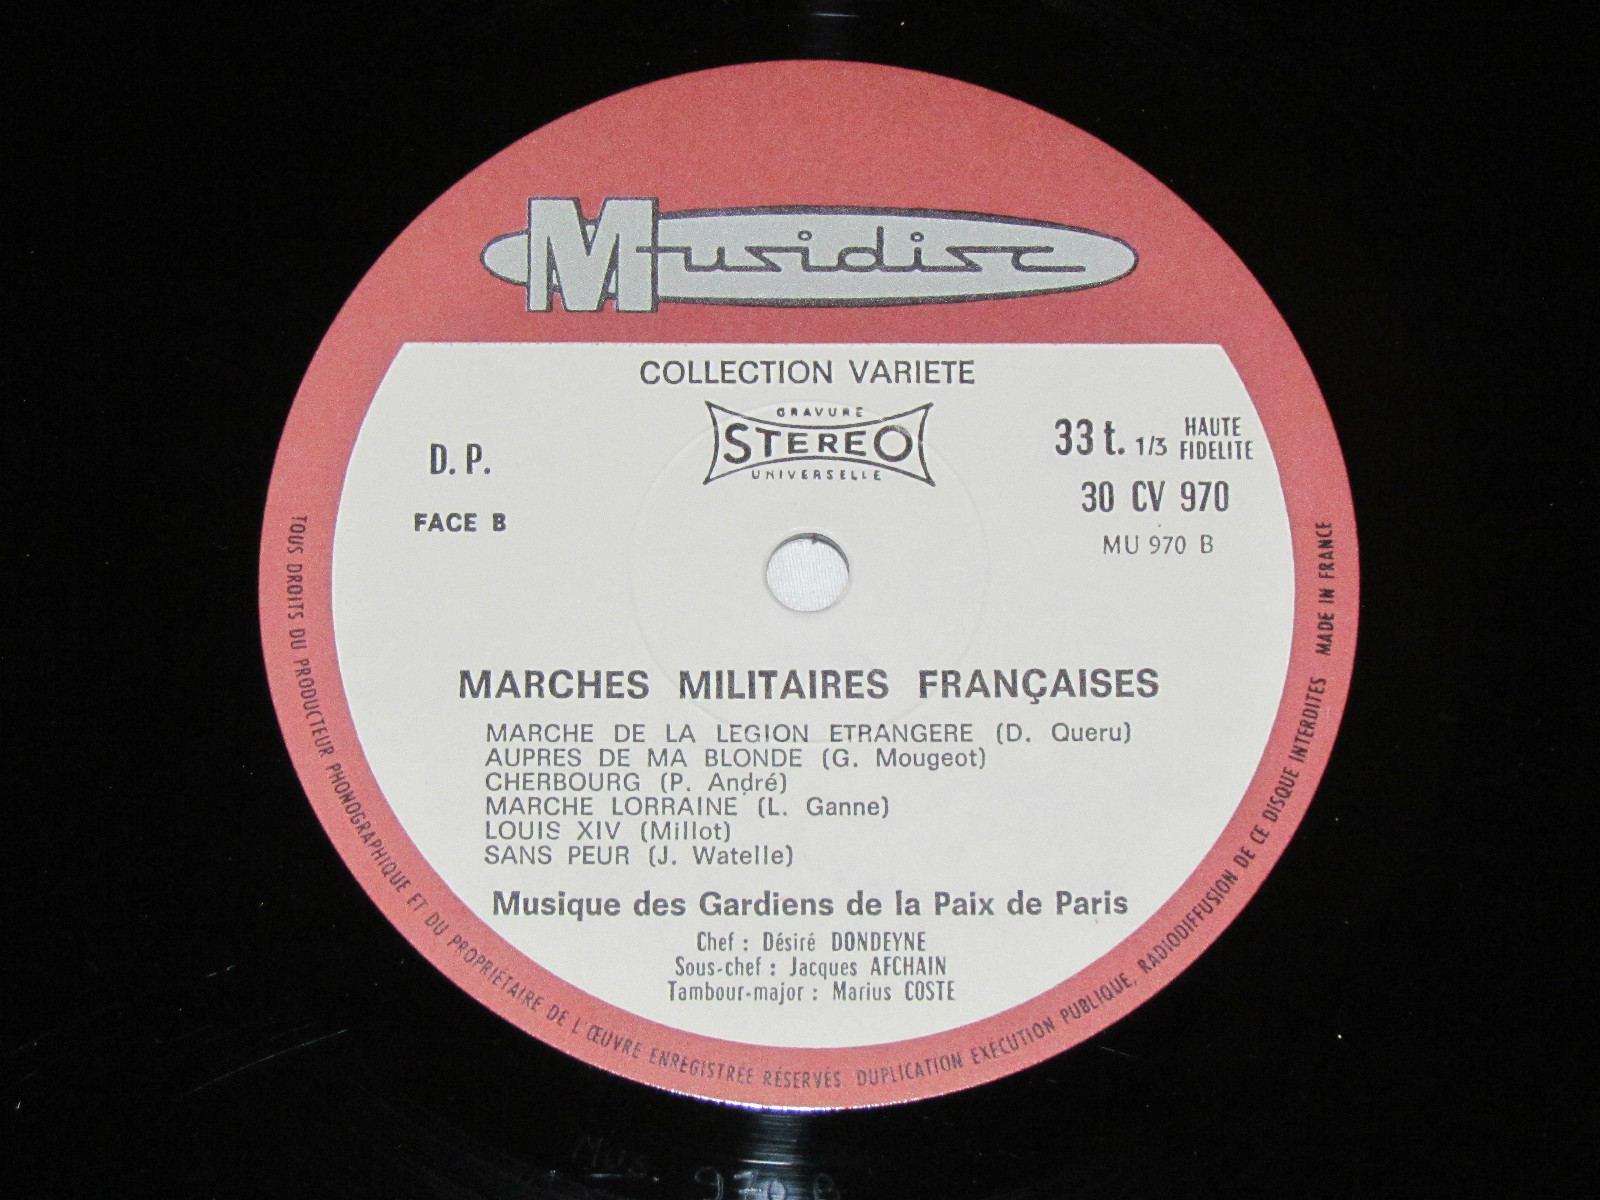 Musidisc
COLLECTION VARIETE
GRAVURE
STEREO
UNIVERSELLE
D. P.
FACE B
33 t. 1/3 HAUTE FIDELITE
30 CV 970
MU 970 B
MARCHES MILITAIRES FRANÇAISES
MARCHE DE LA LEGION ETRANGERE (D. Queru)
AUPRES DE MA BLONDE (G. Mougeot)
CHERBOURG (P. André)
MARCHE LORRAINE (L. Ganne)
LOUIS XIV (Millot)
SANS PEUR (J. Watelle)
Musique des Gardiens de la Paix de Paris
Chef : Désiré DONDEYNE
Sous-chef : Jacques AFCHAIN
Tambour-major : Marius COSTE
TOUS DROITS DU PRODUCTEUR PHONOGRAPHIQUE ET DU PROPRIÉTAIRE DE L'ŒUVRE ENREGISTRÉE RÉSERVÉS DUPLICATION EXÉCUTION PUBLIQUE, RADIODIFFUSION DE CE DISQUE INTERDITES MADE IN FRANCE
Mus 970 B